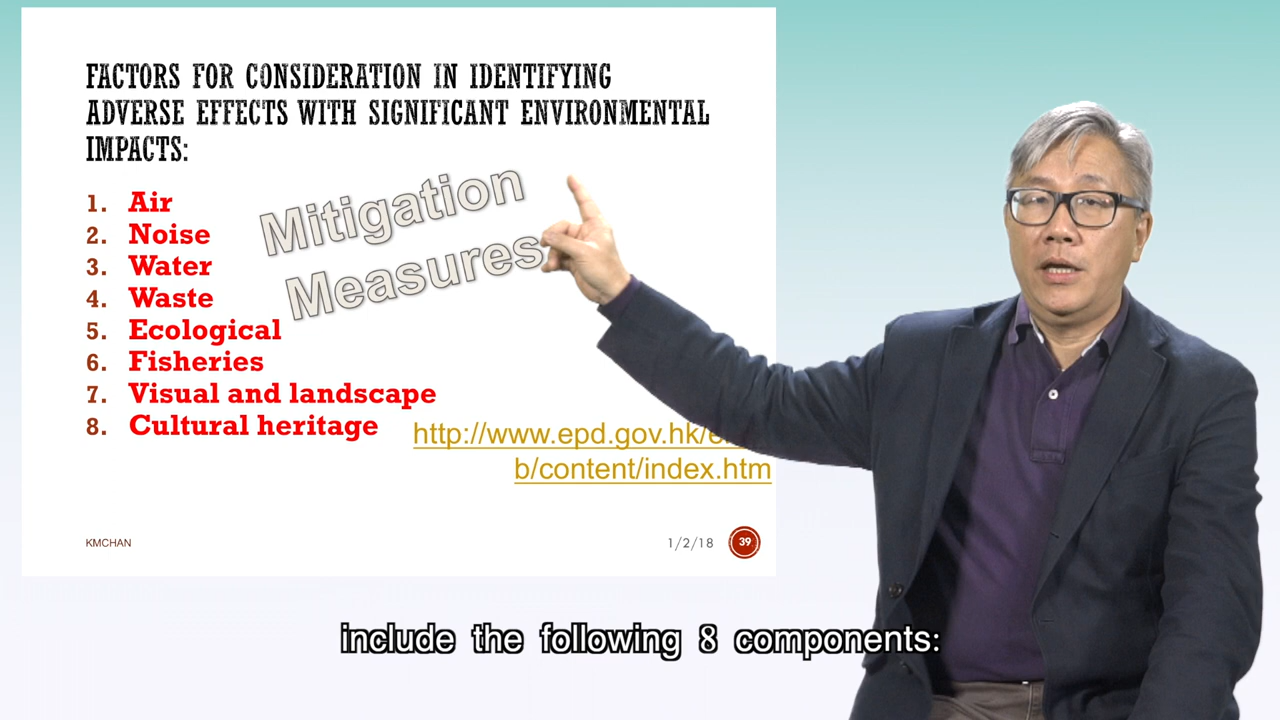 FACTORS FOR CONSIDERATION IN IDENTIFYING
ADVERSE EFFECTS WITH SIGNIFICANT ENVIRONMENTAL
IMPACTS:
1. Air
2. Noise
3. Water
4. Waste
5. Ecological
6. Fisheries
7. Visual and landscape
8. Cultural heritage
Mitigation
Measures
http://www.epd.gov.hk/
b/content/index.htm
KMCHAN
1/2/18
39
include the following 8 components: